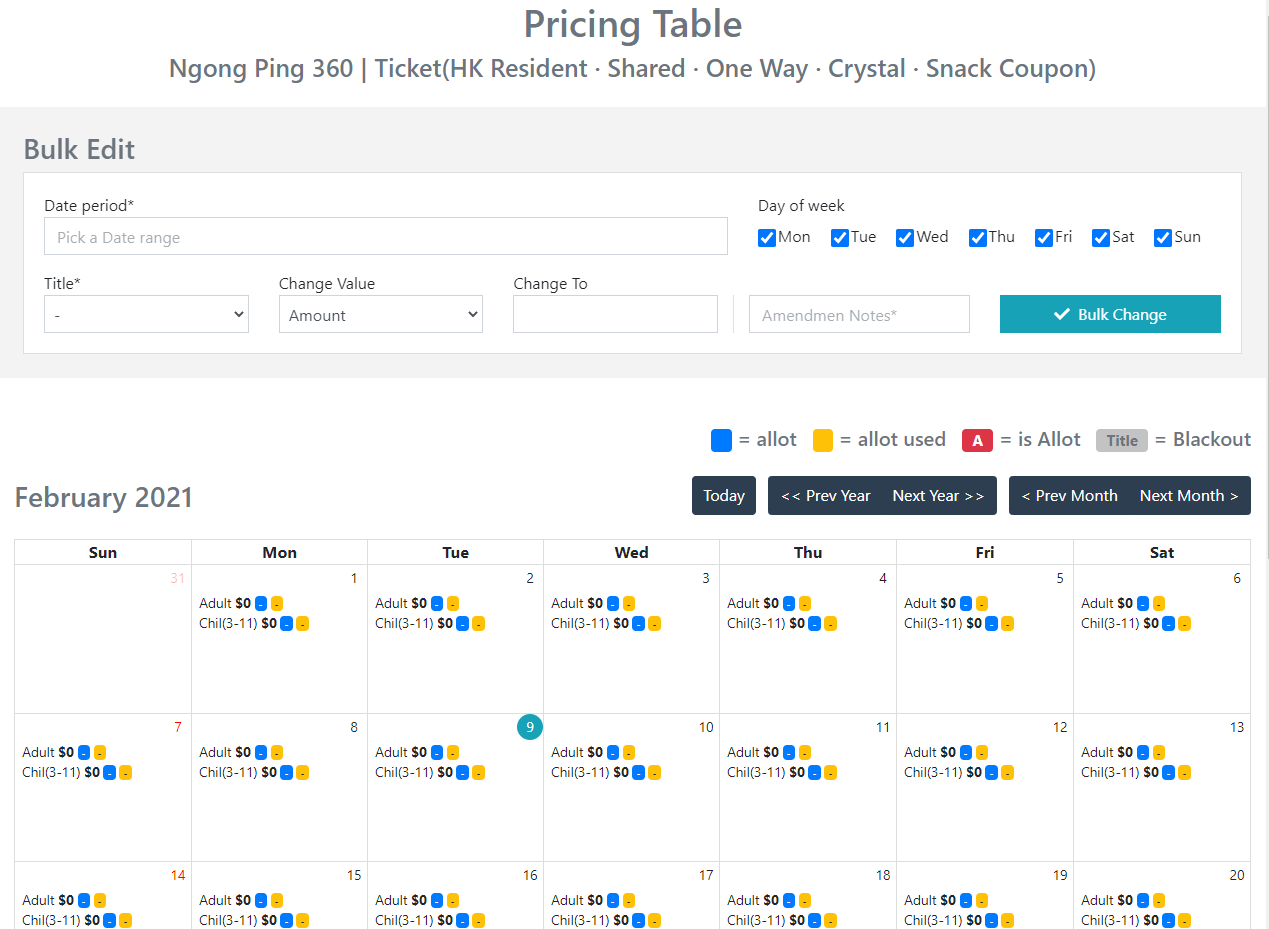 Pricing Table
Ngong Ping 360 | Ticket(HK Resident · Shared · One Way · Crystal · Snack Coupon)
Bulk Edit
Date period*
Day of week
Pick a Date range
Mon Tue Wed Thu Fri Sat Sun
Title* Change Value Change To
- Amount Amendmen Notes* Bulk Change
= allot = allot used A = is Allot Title = Blackout
February 2021 Today << Prev Year Next Year >> < Prev Month Next Month >
Sun Mon Tue Wed Thu Fri Sat
31 1 2 3 4 5 6
Adult $0 - - Adult $0 - - Adult $0 - - Adult $0 - - Adult $0 - - Adult $0 - -
Chil(3-11) $0 - - Chil(3-11) $0 - - Chil(3-11) $0 - - Chil(3-11) $0 - - Chil(3-11) $0 - - Chil(3-11) $0 - -
7 8 9 10 11 12 13
Adult $0 - - Adult $0 - - Adult $0 - - Adult $0 - - Adult $0 - - Adult $0 - - Adult $0 - -
Chil(3-11) $0 - - Chil(3-11) $0 - - Chil(3-11) $0 - - Chil(3-11) $0 - - Chil(3-11) $0 - - Chil(3-11) $0 - - Chil(3-11) $0 - -
14 15 16 17 18 19 20
Adult $0 - - Adult $0 - - Adult $0 - - Adult $0 - - Adult $0 - - Adult $0 - - Adult $0 - -
Chil(3-11) $0 - - Chil(3-11) $0 - - Chil(3-11) $0 - - Chil(3-11) $0 - - Chil(3-11) $0 - - Chil(3-11) $0 - - Chil(3-11) $0 - -